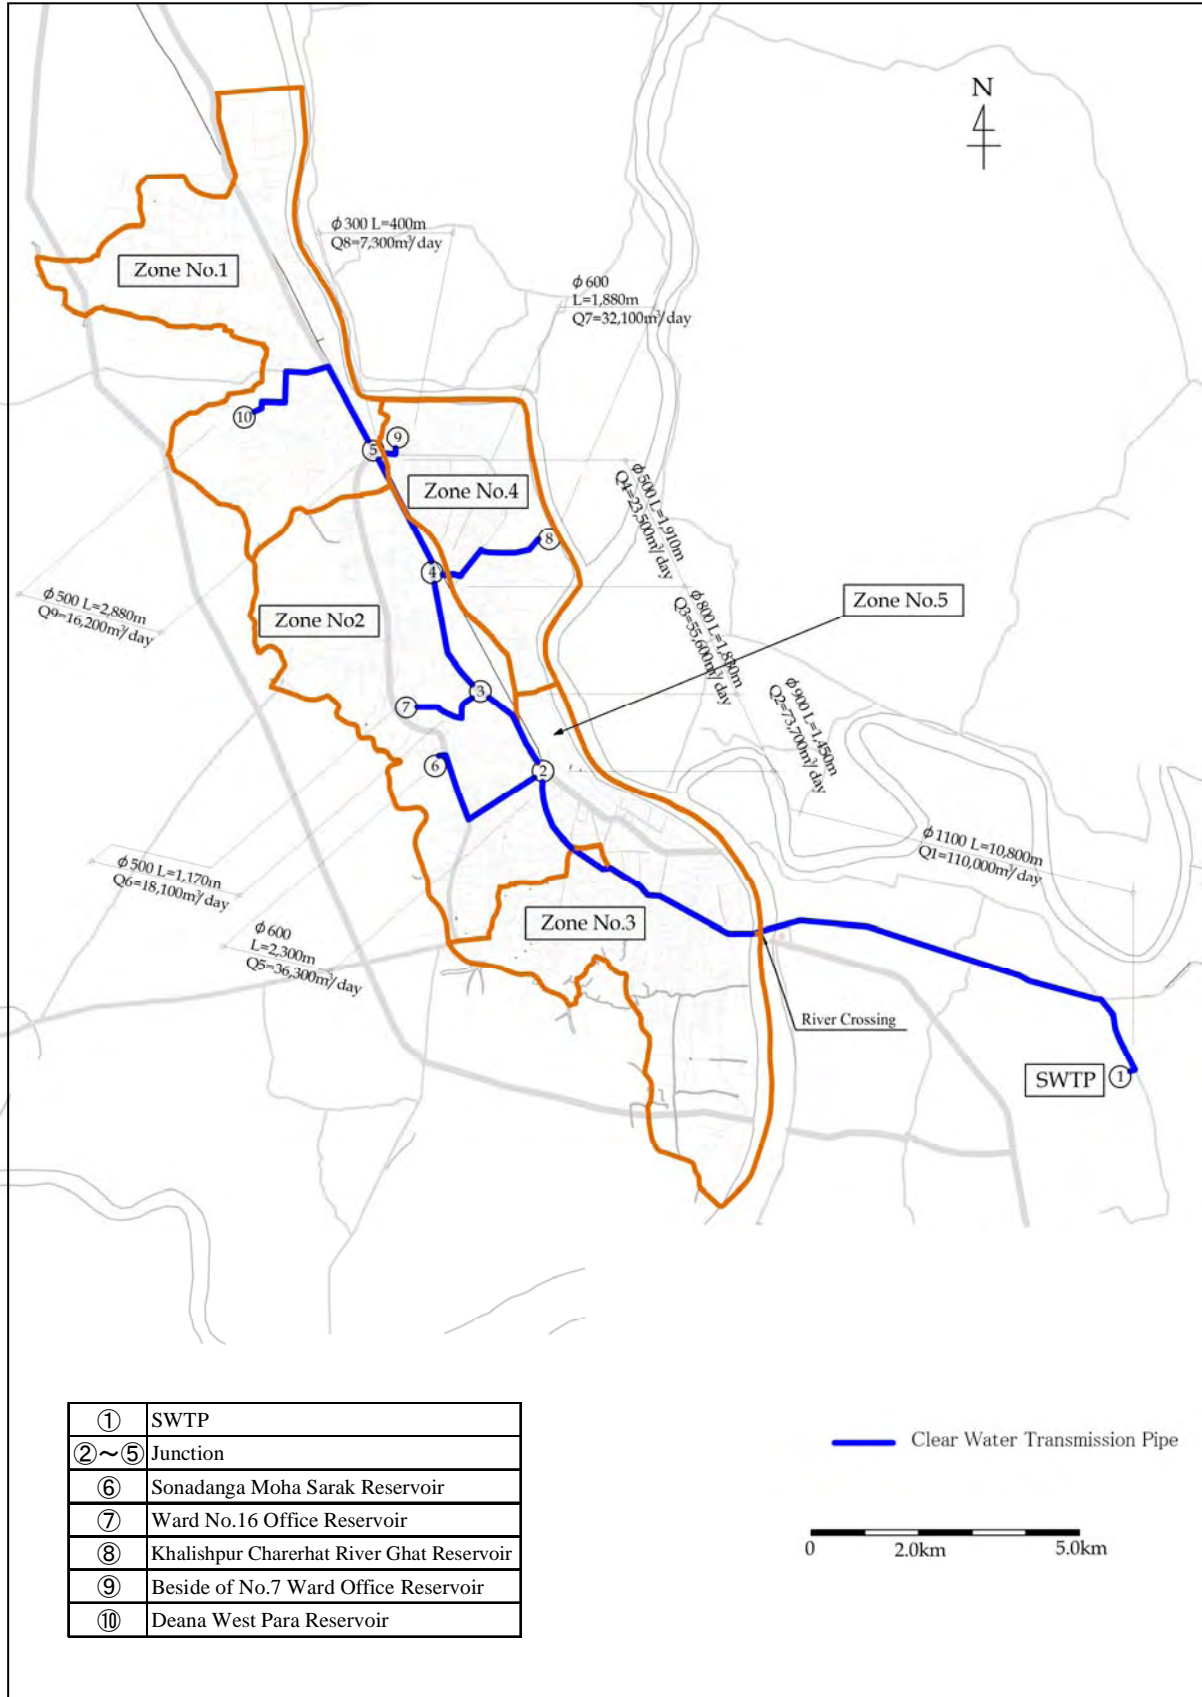 N
φ300 L=400m
Q8=7,300m³/day
Zone No.1
φ600
L=1,880m
Q7=32,100m³/day
10
9
5
Zone No.4
φ500 L=1,910m
Q4=23,500m³/day
8
4
φ500 L=2,880m
Q9=16,200m³/day
Zone No2
φ800 L=1,830m
Q3=55,600m³/day
Zone No.5
3
7
φ900 L=1,450m
Q2=73,700m³/day
6
2
φ1100 L=10,800m
Q1=110,000m³/day
φ500 L=1,170m
Q6=18,100m³/day
φ600
L=2,300m
Q5=36,300m³/day
Zone No.3
River Crossing
SWTP 1
① SWTP
②～⑤ Junction
⑥ Sonadanga Moha Sarak Reservoir
⑦ Ward No.16 Office Reservoir
⑧ Khalishpur Charerhat River Ghat Reservoir
⑨ Beside of No.7 Ward Office Reservoir
⑩ Deana West Para Reservoir
Clear Water Transmission Pipe
0 2.0km 5.0km